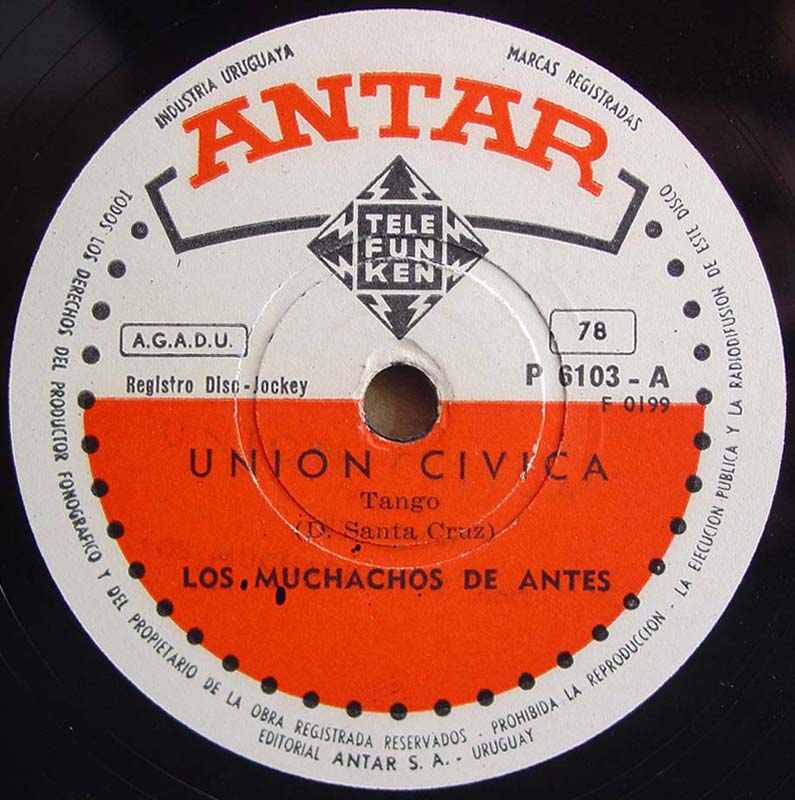 INDUSTRIA URUGUAYA
MARCAS REGISTRADAS
ANTAR
TELE
FUN
KEN
A.G.A.D.U.
78
Registro Disc-Jockey
P 6103 - A
F 0199
UNION CIVICA
Tango
(D. Santa Cruz)
LOS MUCHACHOS DE ANTES
TODOS LOS DERECHOS DEL PRODUCTOR FONOGRAFICO Y DEL PROPIETARIO DE LA OBRA REGISTRADA RESERVADOS - PROHIBIDA LA REPRODUCCION - LA EJECUCION PUBLICA Y LA RADIODIFUSION DE ESTE DISCO
EDITORIAL ANTAR S. A. - URUGUAY